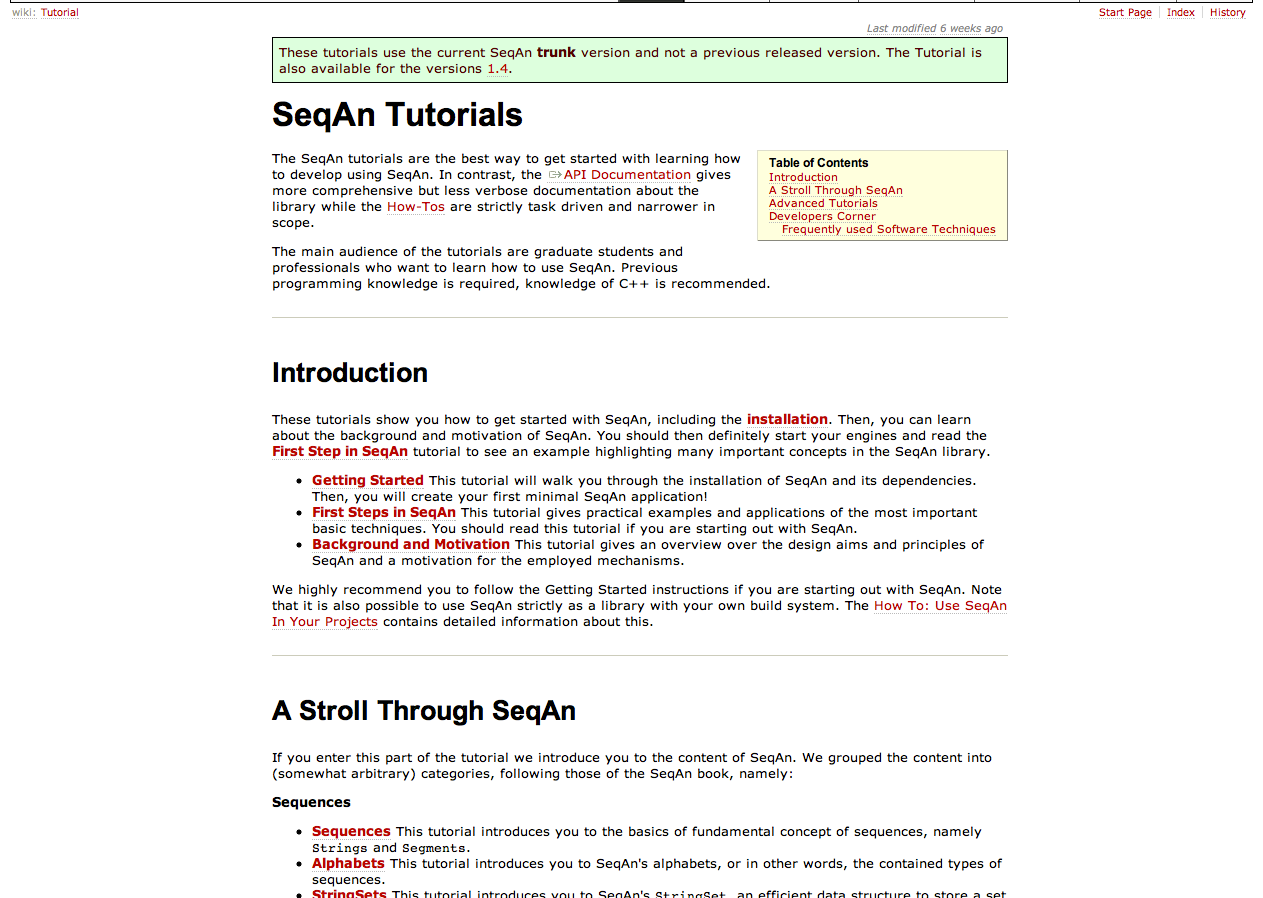 wiki: Tutorial
Start Page | Index | History
Last modified 6 weeks ago
These tutorials use the current SeqAn trunk version and not a previous released version. The Tutorial is
also available for the versions 1.4.
SeqAn Tutorials
The SeqAn tutorials are the best way to get started with learning how
to develop using SeqAn. In contrast, the API Documentation gives
more comprehensive but less verbose documentation about the
library while the How-Tos are strictly task driven and narrower in
scope.
Table of Contents
Introduction
A Stroll Through SeqAn
Advanced Tutorials
Developers Corner
Frequently used Software Techniques
The main audience of the tutorials are graduate students and
professionals who want to learn how to use SeqAn. Previous
programming knowledge is required, knowledge of C++ is recommended.
Introduction
These tutorials show you how to get started with SeqAn, including the installation. Then, you can learn
about the background and motivation of SeqAn. You should then definitely start your engines and read the
First Step in SeqAn tutorial to see an example highlighting many important concepts in the SeqAn library.
• Getting Started This tutorial will walk you through the installation of SeqAn and its dependencies.
Then, you will create your first minimal SeqAn application!
• First Steps in SeqAn This tutorial gives practical examples and applications of the most important
basic techniques. You should read this tutorial if you are starting out with SeqAn.
• Background and Motivation This tutorial gives an overview over the design aims and principles of
SeqAn and a motivation for the employed mechanisms.
We highly recommend you to follow the Getting Started instructions if you are starting out with SeqAn. Note
that it is also possible to use SeqAn strictly as a library with your own build system. The How To: Use SeqAn
In Your Projects contains detailed information about this.
A Stroll Through SeqAn
If you enter this part of the tutorial we introduce you to the content of SeqAn. We grouped the content into
(somewhat arbitrary) categories, following those of the SeqAn book, namely:
Sequences
• Sequences This tutorial introduces you to the basics of fundamental concept of sequences, namely
Strings and Segments.
• Alphabets This tutorial introduces you to SeqAn's alphabets, or in other words, the contained types of
sequences.
• StringSets This tutorial introduces you to SeqAn's StringSet, an efficient data structure to store a set